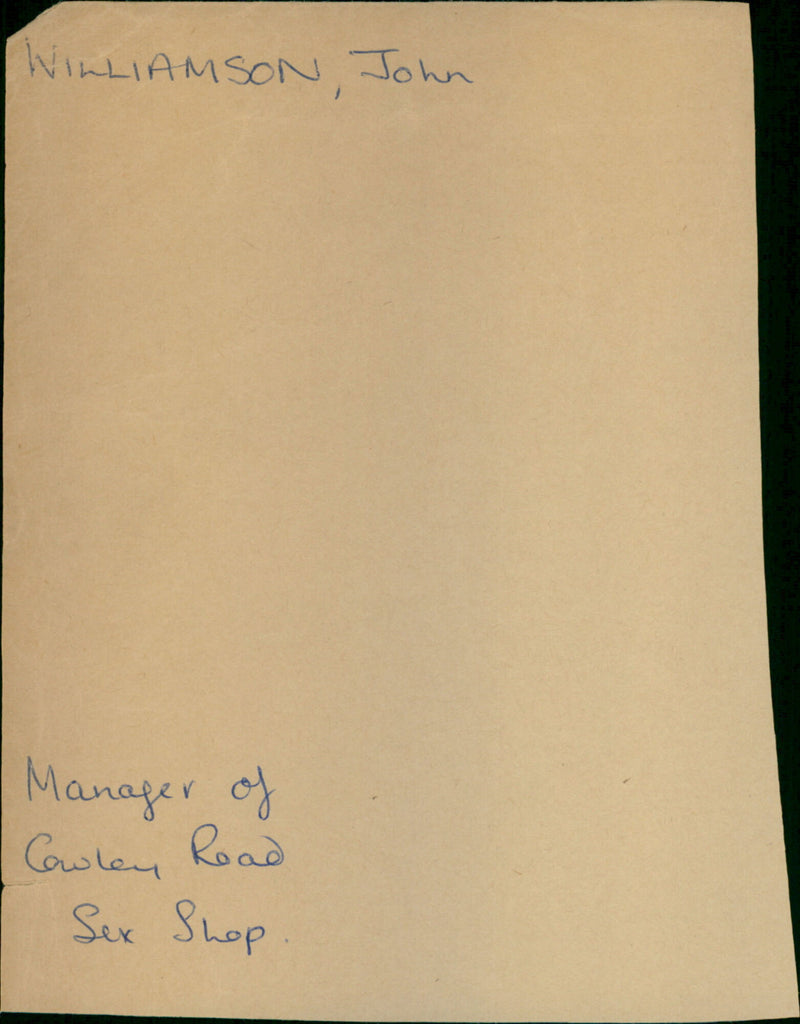 WILLIAMSON, John
Manager of
Cowley Road
Sex Shop.